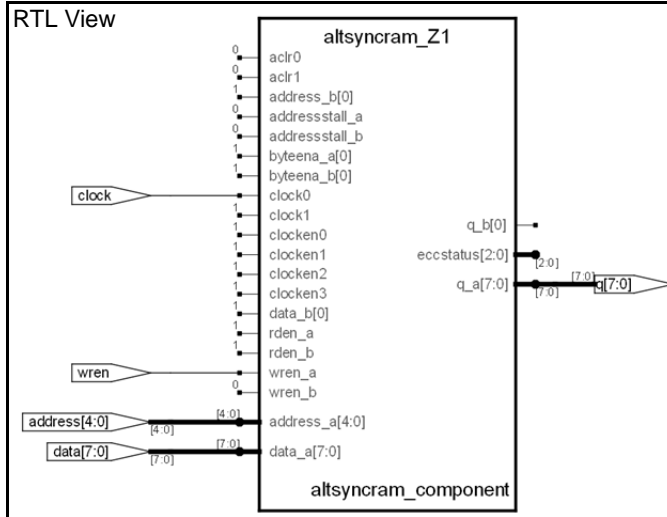 RTL View
altsyncram_Z1
0 aclr0
0 aclr1
1 address_b[0]
0 addressstall_a
0 addressstall_b
1 byteena_a[0]
1 byteena_b[0]
clock clock0
1 clock1 q_b[0]
1 clocken0
1 clocken1 eccstatus[2:0] [2:0]
1 clocken2 q_a[7:0] [7:0] [7:0] q[7:0]
1 clocken3
1 data_b[0]
1 rden_a
1 rden_b
wren wren_a
0 wren_b
address[4:0] [4:0] [4:0] address_a[4:0]
data[7:0] [7:0] [7:0] data_a[7:0]
altsyncram_component